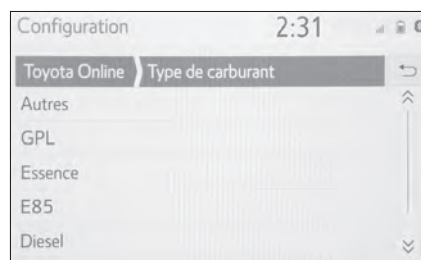 Configuration 2:31
Toyota Online Type de carburant
Autres
GPL
Essence
E85
Diesel